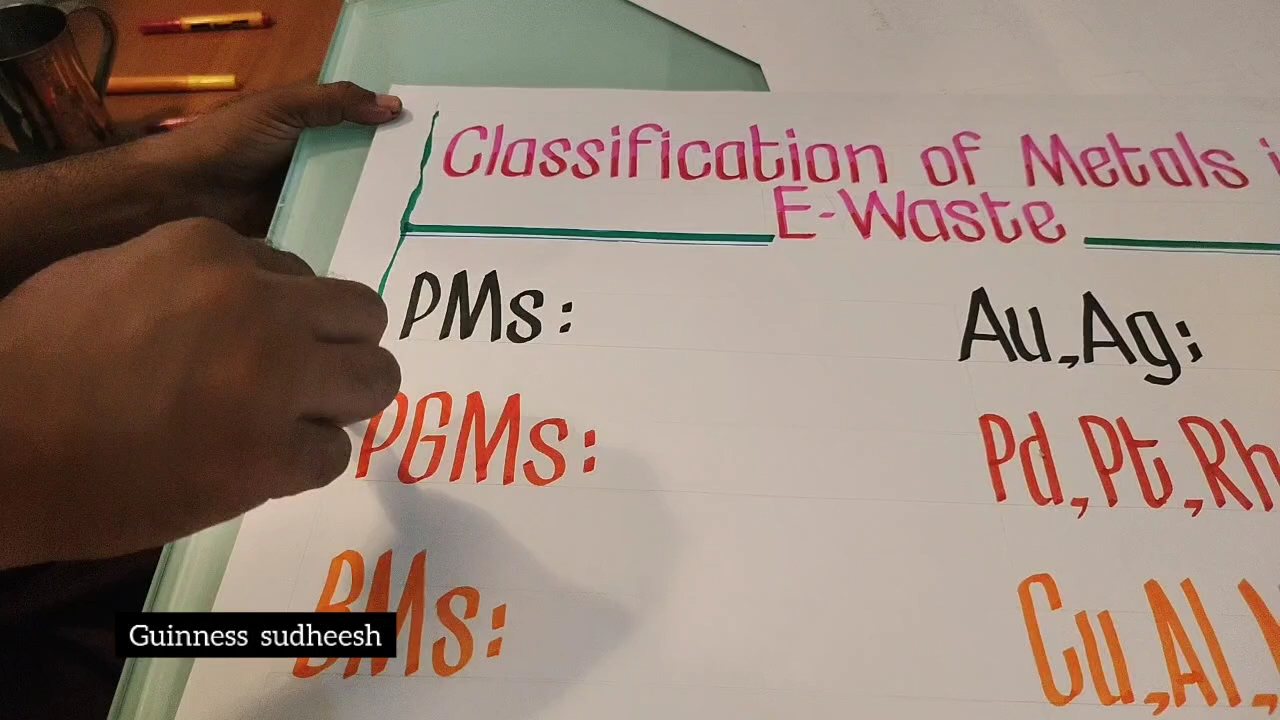 Classification of Metals i
E-Waste
PMs: Au,Ag;
PGMs: Pd,Pt,Rh
BMs: Cu,Al,
Guinness sudheesh